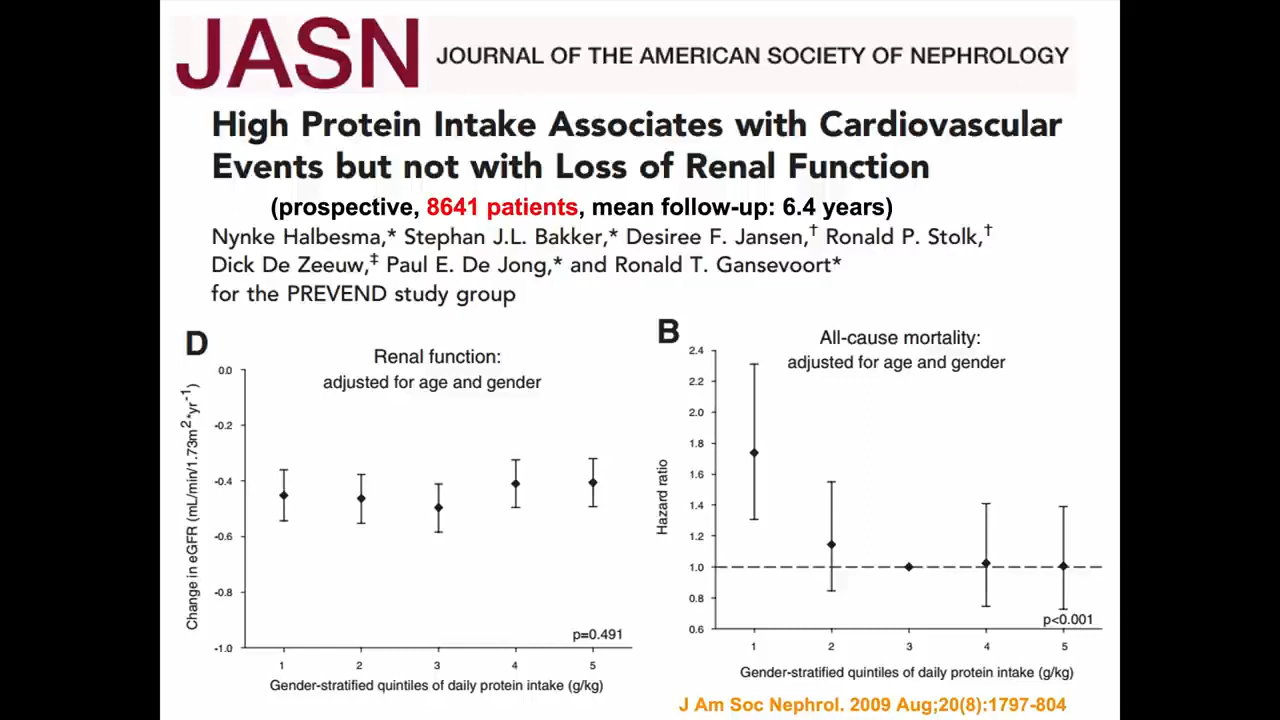 JASN JOURNAL OF THE AMERICAN SOCIETY OF NEPHROLOGY
High Protein Intake Associates with Cardiovascular
Events but not with Loss of Renal Function
(prospective, 8641 patients, mean follow-up: 6.4 years)
Nynke Halbesma,* Stephan J.L. Bakker,* Desiree F. Jansen,† Ronald P. Stolk,†
Dick De Zeeuw,‡ Paul E. De Jong,* and Ronald T. Gansevoort*
for the PREVEND study group
D
Renal function:
adjusted for age and gender
Change in eGFR (mL/min/1.73m²*yr⁻¹)
0.0
-0.2
-0.4
-0.6
-0.8
-1.0
p=0.491
1 2 3 4 5
Gender-stratified quintiles of daily protein intake (g/kg)
B
All-cause mortality:
adjusted for age and gender
Hazard ratio
2.4
2.2
2.0
1.8
1.6
1.4
1.2
1.0
0.8
0.6
p<0.001
1 2 3 4 5
Gender-stratified quintiles of daily protein intake (g/kg)
J Am Soc Nephrol. 2009 Aug;20(8):1797-804